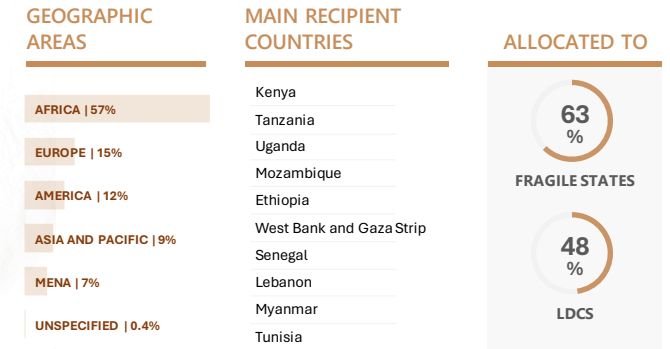 GEOGRAPHIC
AREAS
AFRICA | 57%
EUROPE | 15%
AMERICA | 12%
ASIA AND PACIFIC | 9%
MENA | 7%
UNSPECIFIED | 0.4%
MAIN RECIPIENT
COUNTRIES
Kenya
Tanzania
Uganda
Mozambique
Ethiopia
West Bank and Gaza Strip
Senegal
Lebanon
Myanmar
Tunisia
ALLOCATED TO
63
%
FRAGILE STATES
48
%
LDCS